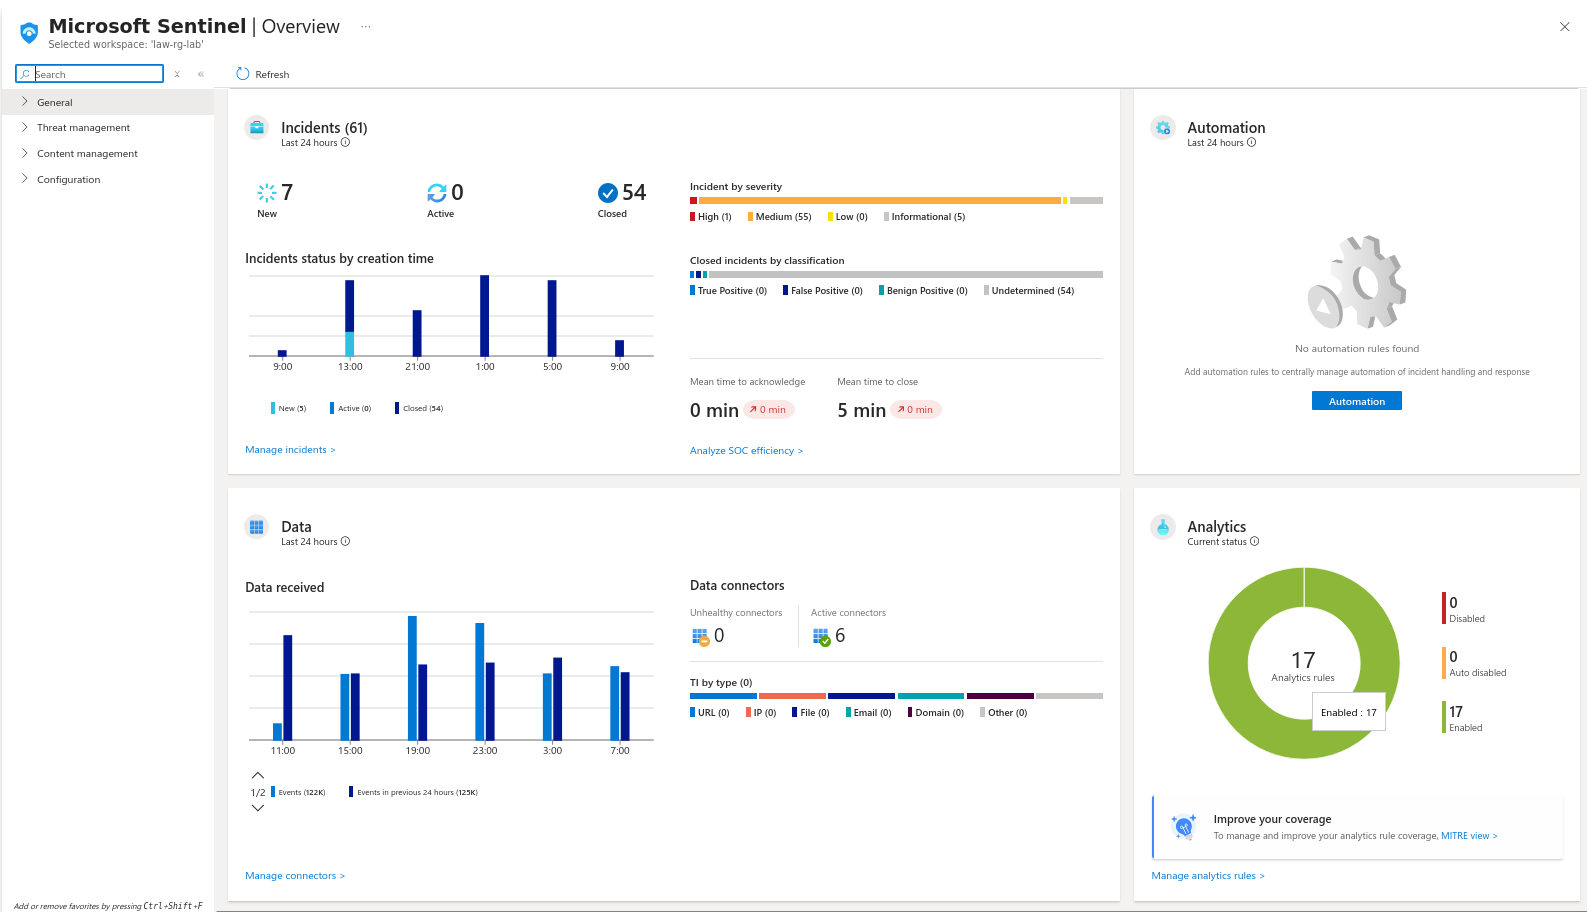 Microsoft Sentinel | Overview ...
Selected workspace: 'law-rg-lab'
Search
Refresh
General
Threat management
Content management
Configuration
Add or remove favorites by pressing Ctrl+Shift+F
Incidents (61)
Last 24 hours
7
New
0
Active
54
Closed
Incidents status by creation time
9:00 13:00 21:00 1:00 5:00 9:00
New (5) Active (0) Closed (54)
Manage incidents >
Incident by severity
High (1) Medium (55) Low (0) Informational (5)
Closed incidents by classification
True Positive (0) False Positive (0) Benign Positive (0) Undetermined (54)
Mean time to acknowledge
0 min 0 min
Mean time to close
5 min 0 min
Analyze SOC efficiency >
Automation
Last 24 hours
No automation rules found
Add automation rules to centrally manage automation of incident handling and response
Automation
Data
Last 24 hours
Data received
11:00 15:00 19:00 23:00 3:00 7:00
1/2
Events (122K) Events in previous 24 hours (125K)
Manage connectors >
Data connectors
Unhealthy connectors
0
Active connectors
6
TI by type (0)
URL (0) IP (0) File (0) Email (0) Domain (0) Other (0)
Analytics
Current status
17
Analytics rules
Enabled : 17
0
Disabled
0
Auto disabled
17
Enabled
Improve your coverage
To manage and improve your analytics rule coverage, MITRE view >
Manage analytics rules >